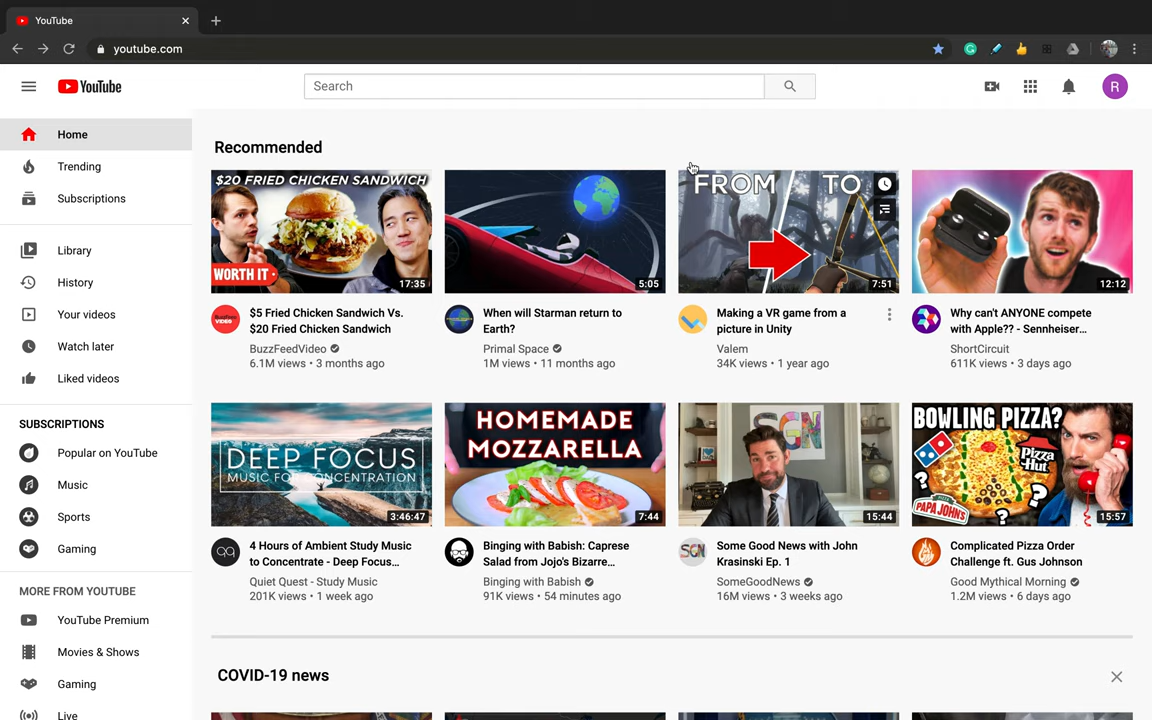 YouTube
youtube.com
YouTube
Search
R
Home
Trending
Subscriptions
Library
History
Your videos
Watch later
Liked videos
SUBSCRIPTIONS
Popular on YouTube
Music
Sports
Gaming
MORE FROM YOUTUBE
YouTube Premium
Movies & Shows
Gaming
Live
Recommended
$20 FRIED CHICKEN SANDWICH
WORTH IT
17:35
$5 Fried Chicken Sandwich Vs.
$20 Fried Chicken Sandwich
BuzzFeedVideo
6.1M views • 3 months ago
5:05
When will Starman return to
Earth?
Primal Space
1M views • 11 months ago
FROM TO
7:51
Making a VR game from a
picture in Unity
Valem
34K views • 1 year ago
12:12
Why can't ANYONE compete
with Apple?? - Sennheiser...
ShortCircuit
611K views • 3 days ago
DEEP FOCUS
MUSIC FOR CONCENTRATION
3:46:47
4 Hours of Ambient Study Music
to Concentrate - Deep Focus...
Quiet Quest - Study Music
201K views • 1 week ago
HOMEMADE
MOZZARELLA
7:44
Binging with Babish: Caprese
Salad from Jojo's Bizarre...
Binging with Babish
91K views • 54 minutes ago
SGN
15:44
SGN
Some Good News with John
Krasinski Ep. 1
SomeGoodNews
16M views • 3 weeks ago
BOWLING PIZZA?
Pizza
Hut
PAPA JOHNS
15:57
Complicated Pizza Order
Challenge ft. Gus Johnson
Good Mythical Morning
1.2M views • 6 days ago
COVID-19 news